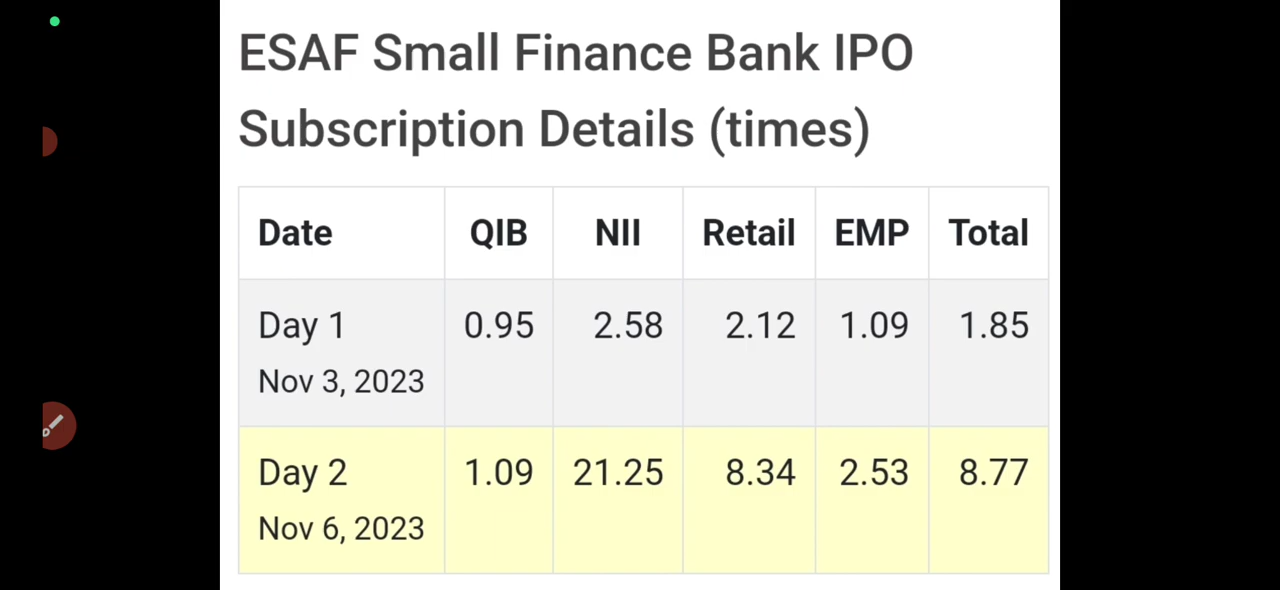 ESAF Small Finance Bank IPO
Subscription Details (times)
Date QIB NII Retail EMP Total
Day 1 0.95 2.58 2.12 1.09 1.85
Nov 3, 2023
Day 2 1.09 21.25 8.34 2.53 8.77
Nov 6, 2023